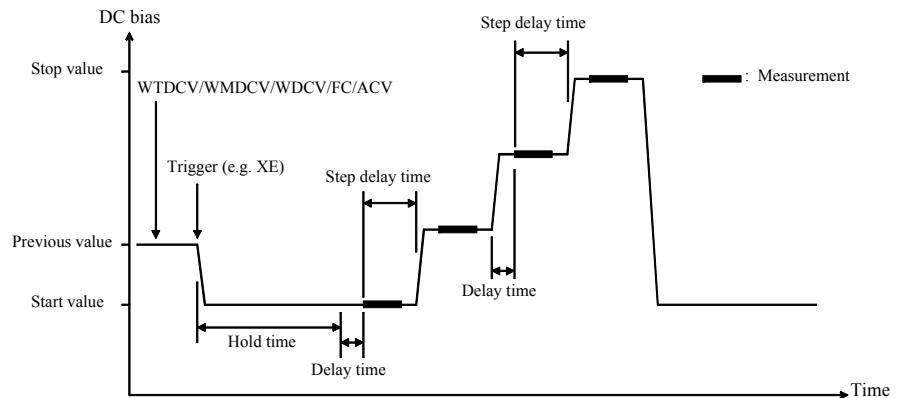 DC bias
Step delay time
Stop value
: Measurement
WTDCV/WMDCV/WDCV/FC/ACV
Trigger (e.g. XE)
Step delay time
Previous value
Delay time
Start value
Hold time
Delay time
Time